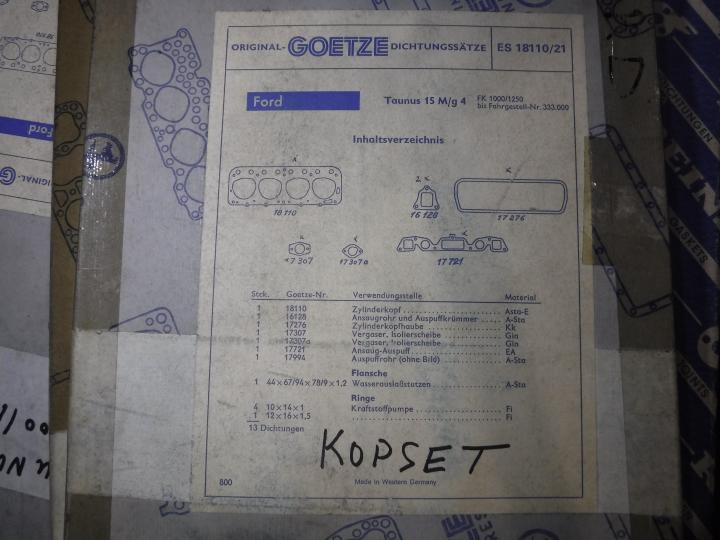 ORIGINAL- GOETZE DICHTUNGSSÄTZE ES 18110/21
Ford Taunus 15 M/g 4 FK 1000/1250
bis Fahrgestell-Nr. 333.000
Inhaltsverzeichnis
18110
2 x
16128
17276
17307
17307a
17721
Stck. Goetze-Nr. Verwendungsstelle Material
1 18110 Zylinderkopf Asta-E
1 16128 Ansaugrohr und Auspuffkrümmer A-Sta
1 17276 Zylinderkopfhaube Kk
1 17307 Vergaser, Isolierscheibe Gin
1 17307a Vergaser, Isolierscheibe Gin
1 17721 Ansaug-Auspuff EA
1 17994 Auspuffrohr (ohne Bild) A-Sta
Flansche
1 44×67/94×78/9×1,2 Wasserauslaßstutzen A-Sta
Ringe
4 10×14×1 Kraftstoffpumpe Fi
1 12×16×1,5 Fi
13 Dichtungen
KOPSET
800 Made in Western Germany
Ford
DICHTUNGEN
GASKETS
JOINTS